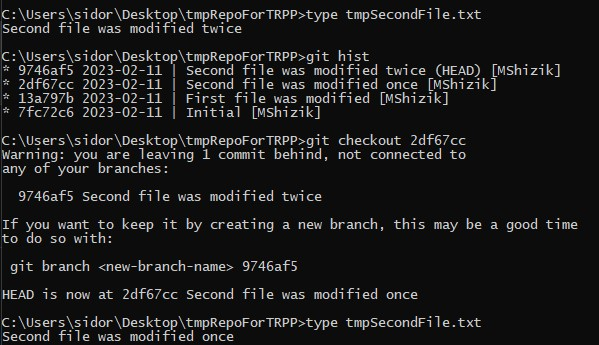 C:\Users\sidor\Desktop\tmpRepoForTRPP>type tmpSecondFile.txt
Second file was modified twice
C:\Users\sidor\Desktop\tmpRepoForTRPP>git hist
* 9746af5 2023-02-11 | Second file was modified twice (HEAD) [MShizik]
* 2df67cc 2023-02-11 | Second file was modified once [MShizik]
* 13a797b 2023-02-11 | First file was modified [MShizik]
* 7fc72c6 2023-02-11 | Initial [MShizik]
C:\Users\sidor\Desktop\tmpRepoForTRPP>git checkout 2df67cc
Warning: you are leaving 1 commit behind, not connected to
any of your branches:
9746af5 Second file was modified twice
If you want to keep it by creating a new branch, this may be a good time
to do so with:
git branch <new-branch-name> 9746af5
HEAD is now at 2df67cc Second file was modified once
C:\Users\sidor\Desktop\tmpRepoForTRPP>type tmpSecondFile.txt
Second file was modified once